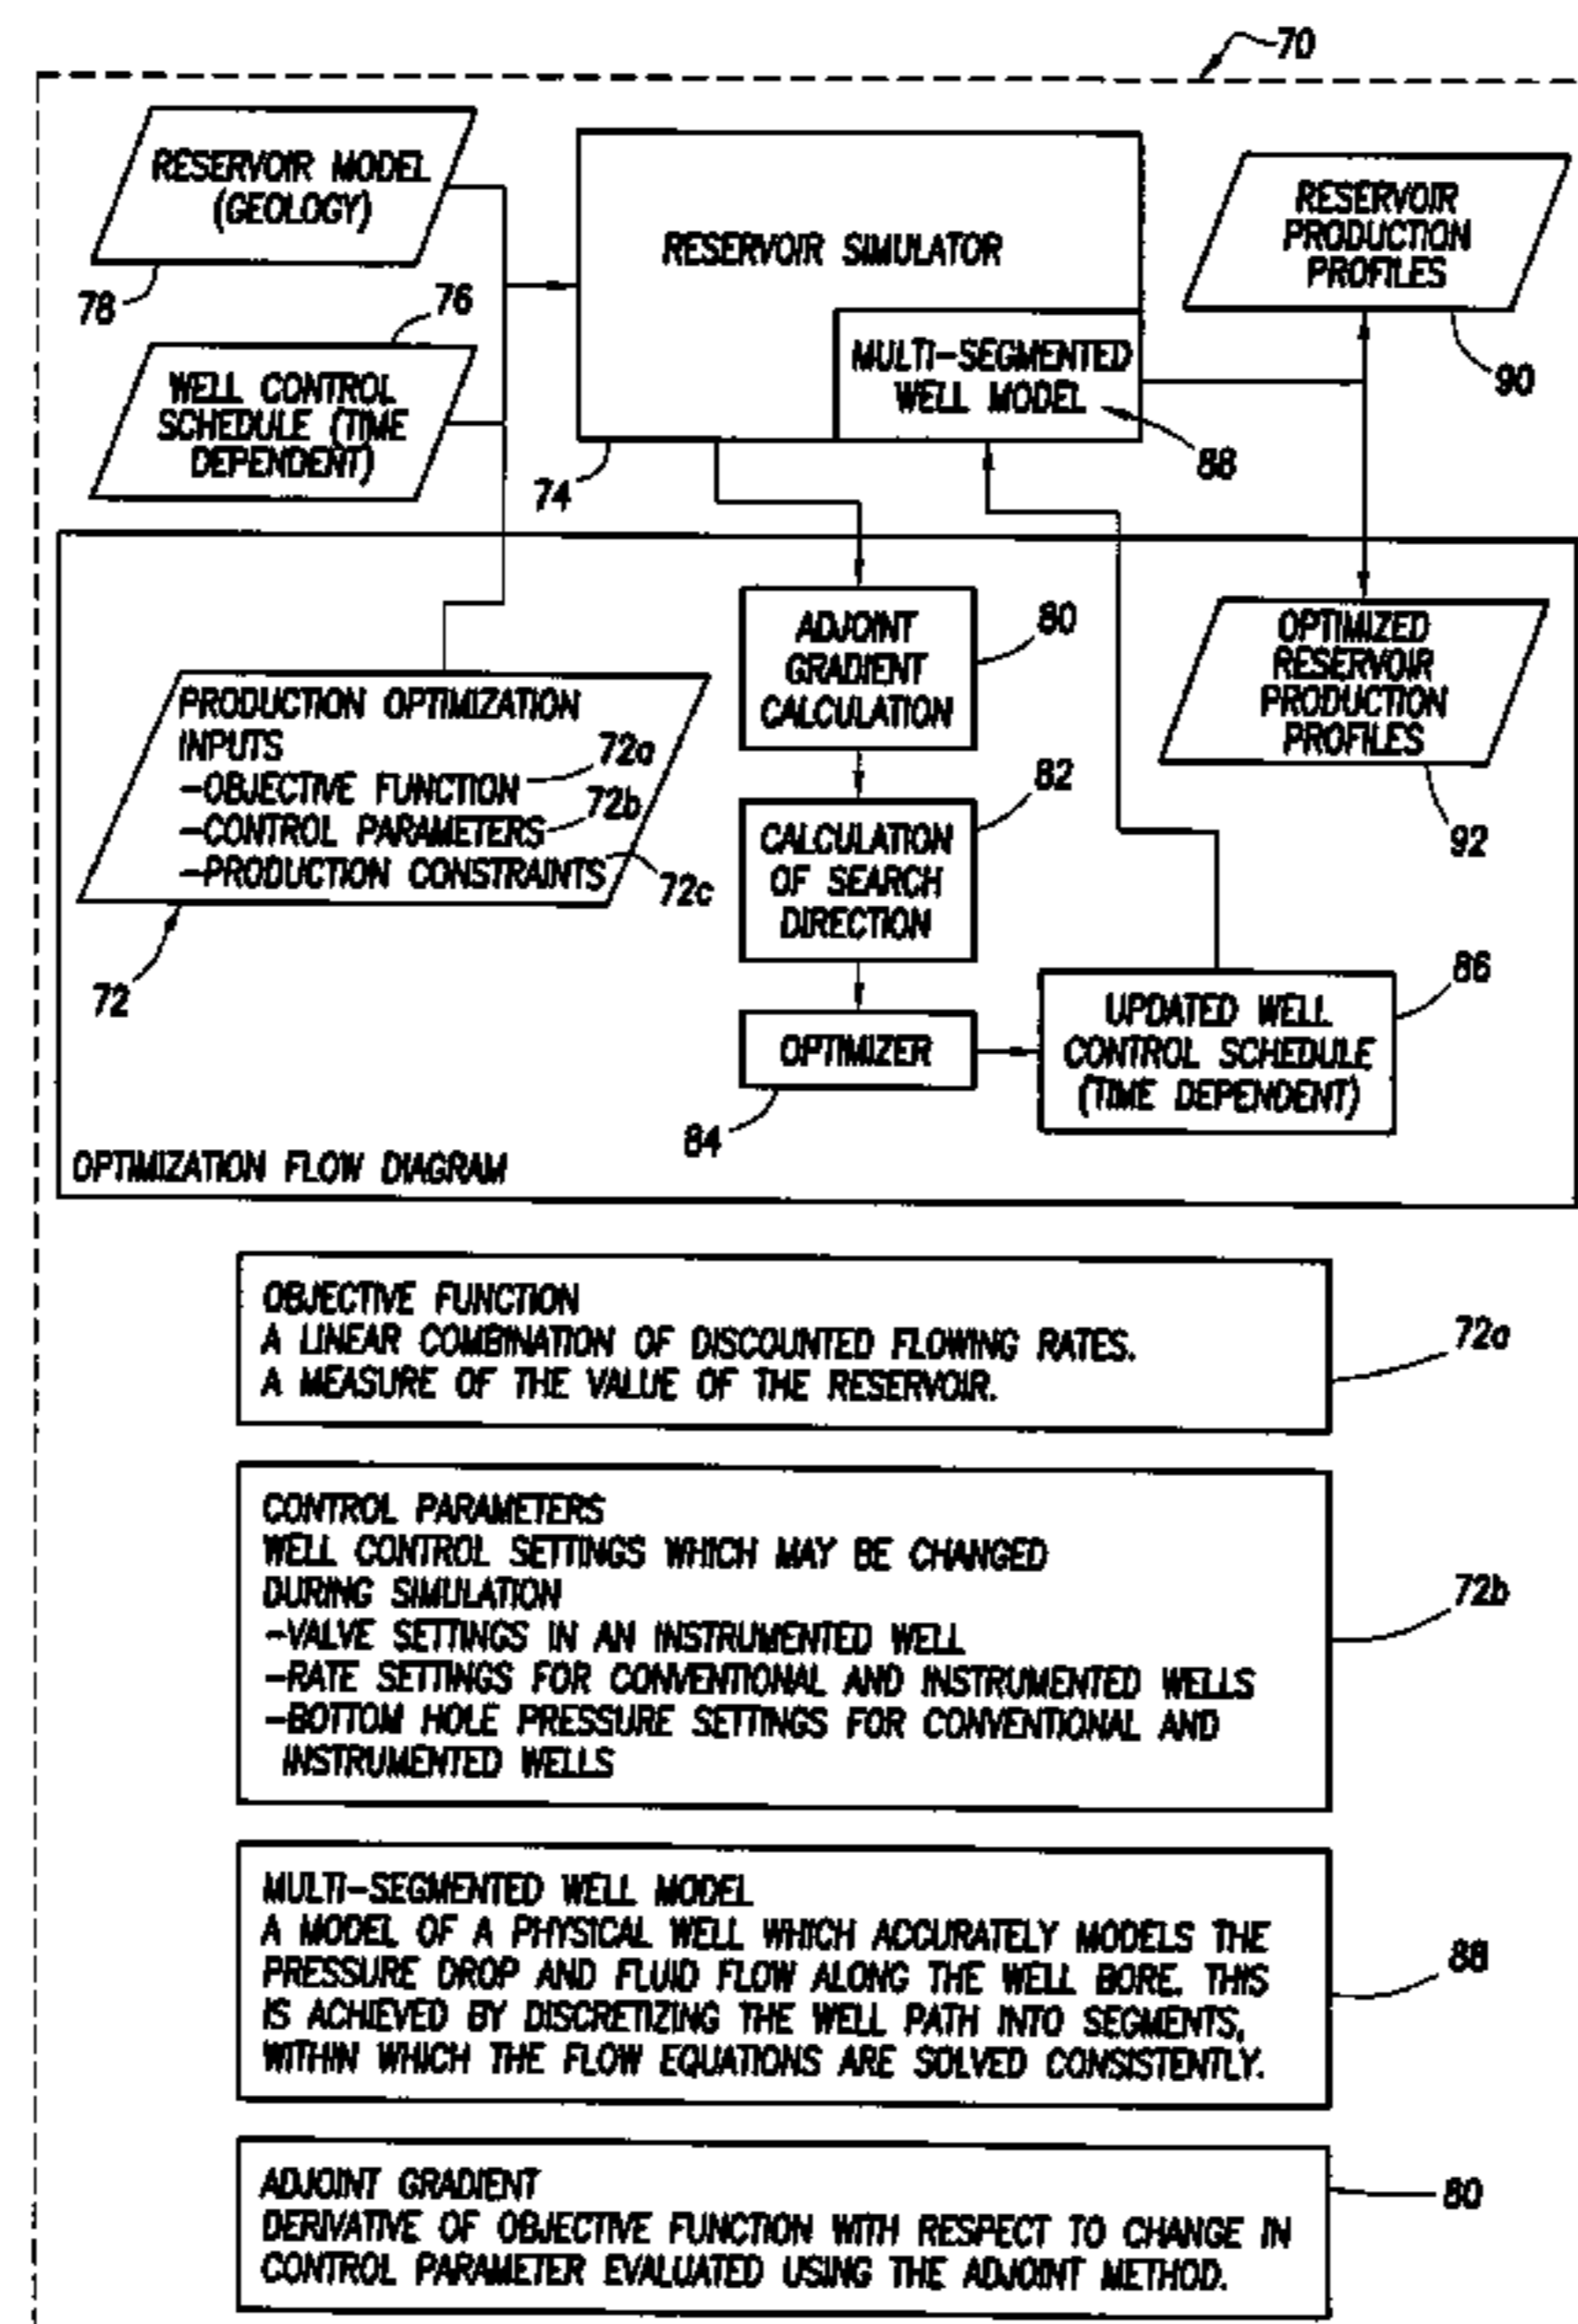 70
RESERVOIR MODEL
(GEOLOGY)
78
76
WELL CONTROL
SCHEDULE (TIME
DEPENDENT)
RESERVOIR SIMULATOR
74
MULTI-SEGMENTED
WELL MODEL
88
RESERVOIR
PRODUCTION
PROFILES
90
PRODUCTION OPTIMIZATION
INPUTS
-OBJECTIVE FUNCTION
72a
-CONTROL PARAMETERS
72b
-PRODUCTION CONSTRAINTS
72c
72
ADJOINT
GRADIENT
CALCULATION
80
CALCULATION
OF SEARCH
DIRECTION
82
OPTIMIZER
84
UPDATED WELL
CONTROL SCHEDULE
(TIME DEPENDENT)
86
OPTIMIZED
RESERVOIR
PRODUCTION
PROFILES
92
OPTIMIZATION FLOW DIAGRAM
OBJECTIVE FUNCTION
A LINEAR COMBINATION OF DISCOUNTED FLOWING RATES.
A MEASURE OF THE VALUE OF THE RESERVOIR.
72a
CONTROL PARAMETERS
WELL CONTROL SETTINGS WHICH MAY BE CHANGED
DURING SIMULATION
-VALVE SETTINGS IN AN INSTRUMENTED WELL
-RATE SETTINGS FOR CONVENTIONAL AND INSTRUMENTED WELLS
-BOTTOM HOLE PRESSURE SETTINGS FOR CONVENTIONAL AND
INSTRUMENTED WELLS
72b
MULTI-SEGMENTED WELL MODEL
A MODEL OF A PHYSICAL WELL WHICH ACCURATELY MODELS THE
PRESSURE DROP AND FLUID FLOW ALONG THE WELL BORE. THIS
IS ACHIEVED BY DISCRETIZING THE WELL PATH INTO SEGMENTS,
WITHIN WHICH THE FLOW EQUATIONS ARE SOLVED CONSISTENTLY.
88
ADJOINT GRADIENT
DERIVATIVE OF OBJECTIVE FUNCTION WITH RESPECT TO CHANGE IN
CONTROL PARAMETER EVALUATED USING THE ADJOINT METHOD.
80